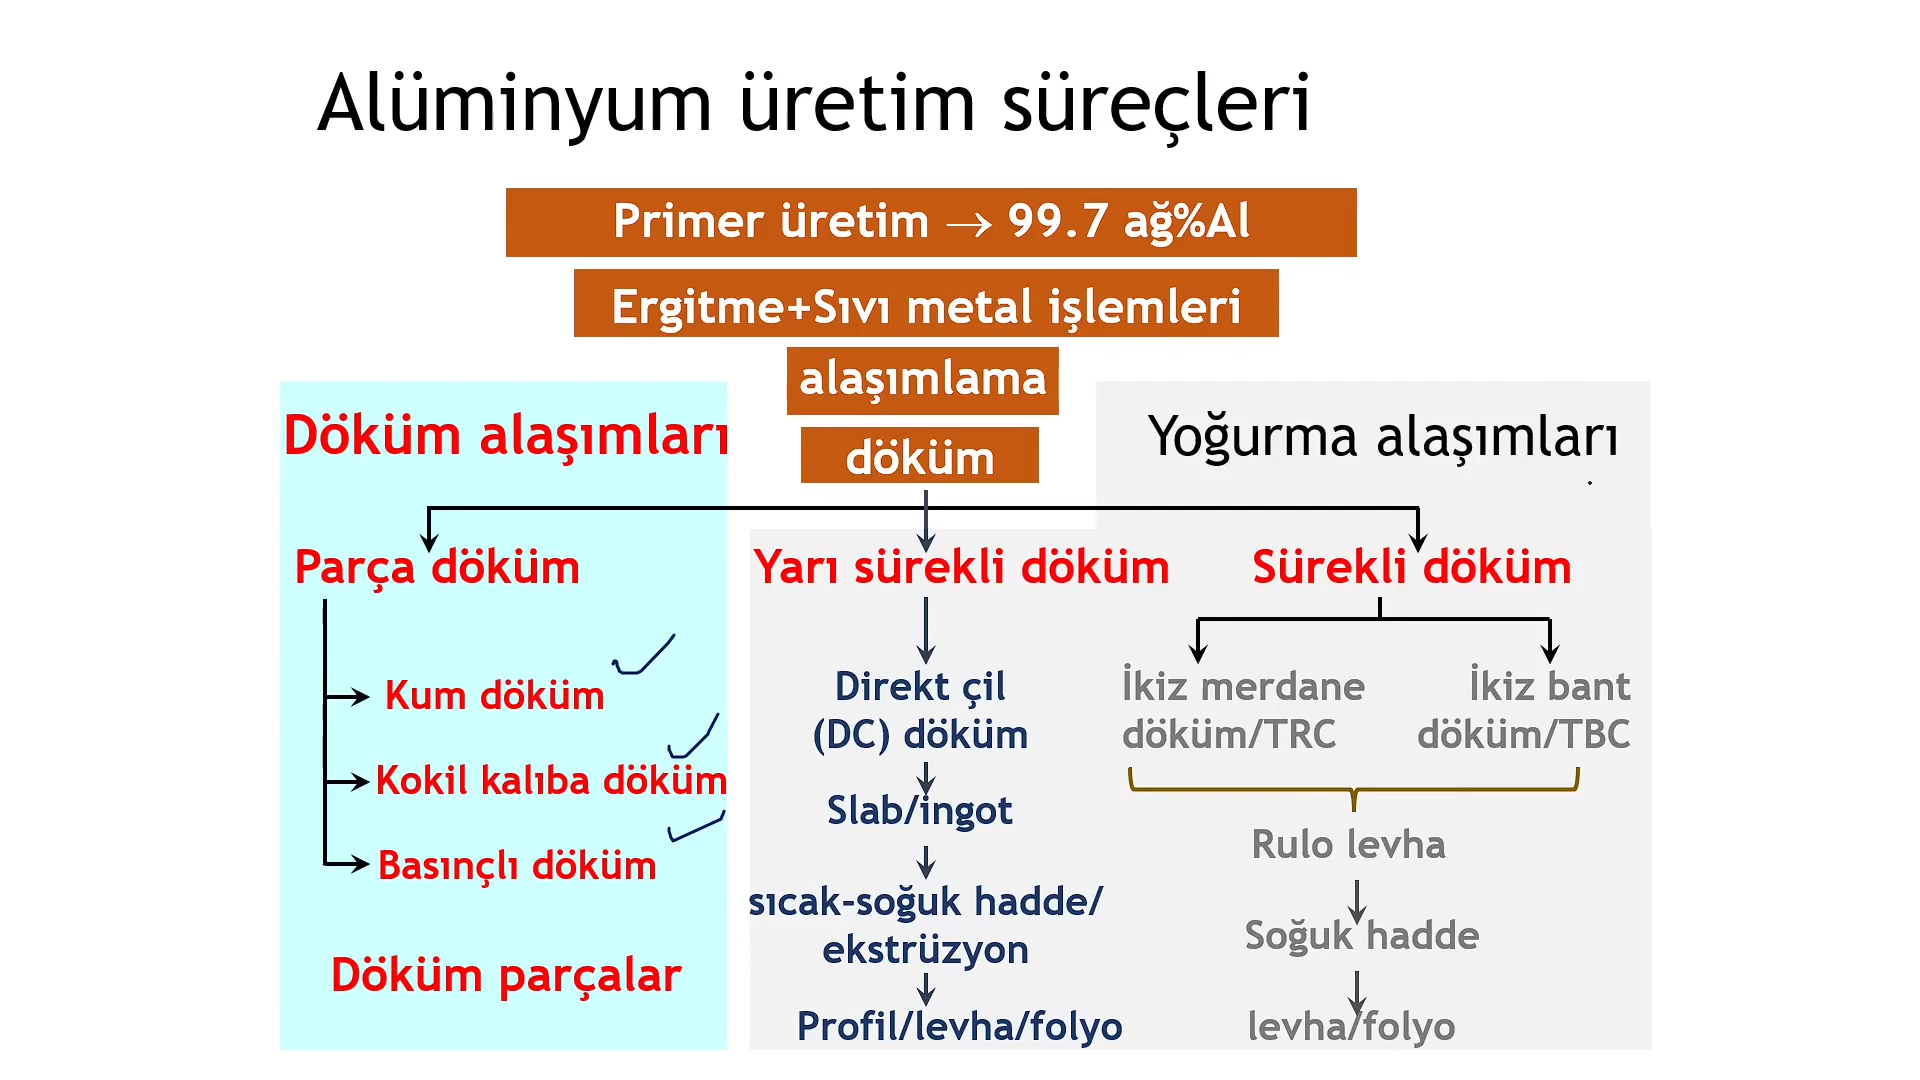 Alüminyum üretim süreçleri
Primer üretim → 99.7 ağ%Al
Ergitme+Sıvı metal işlemleri
alaşımlama
döküm
Döküm alaşımları
Parça döküm
Kum döküm
Kokil kalıba döküm
Basınçlı döküm
Döküm parçalar
Yoğurma alaşımları
Yarı sürekli döküm
Direkt çil
(DC) döküm
Slab/ingot
sıcak-soğuk hadde/
ekstrüzyon
Profil/levha/folyo
Sürekli döküm
İkiz merdane
döküm/TRC
İkiz bant
döküm/TBC
Rulo levha
Soğuk hadde
levha/folyo